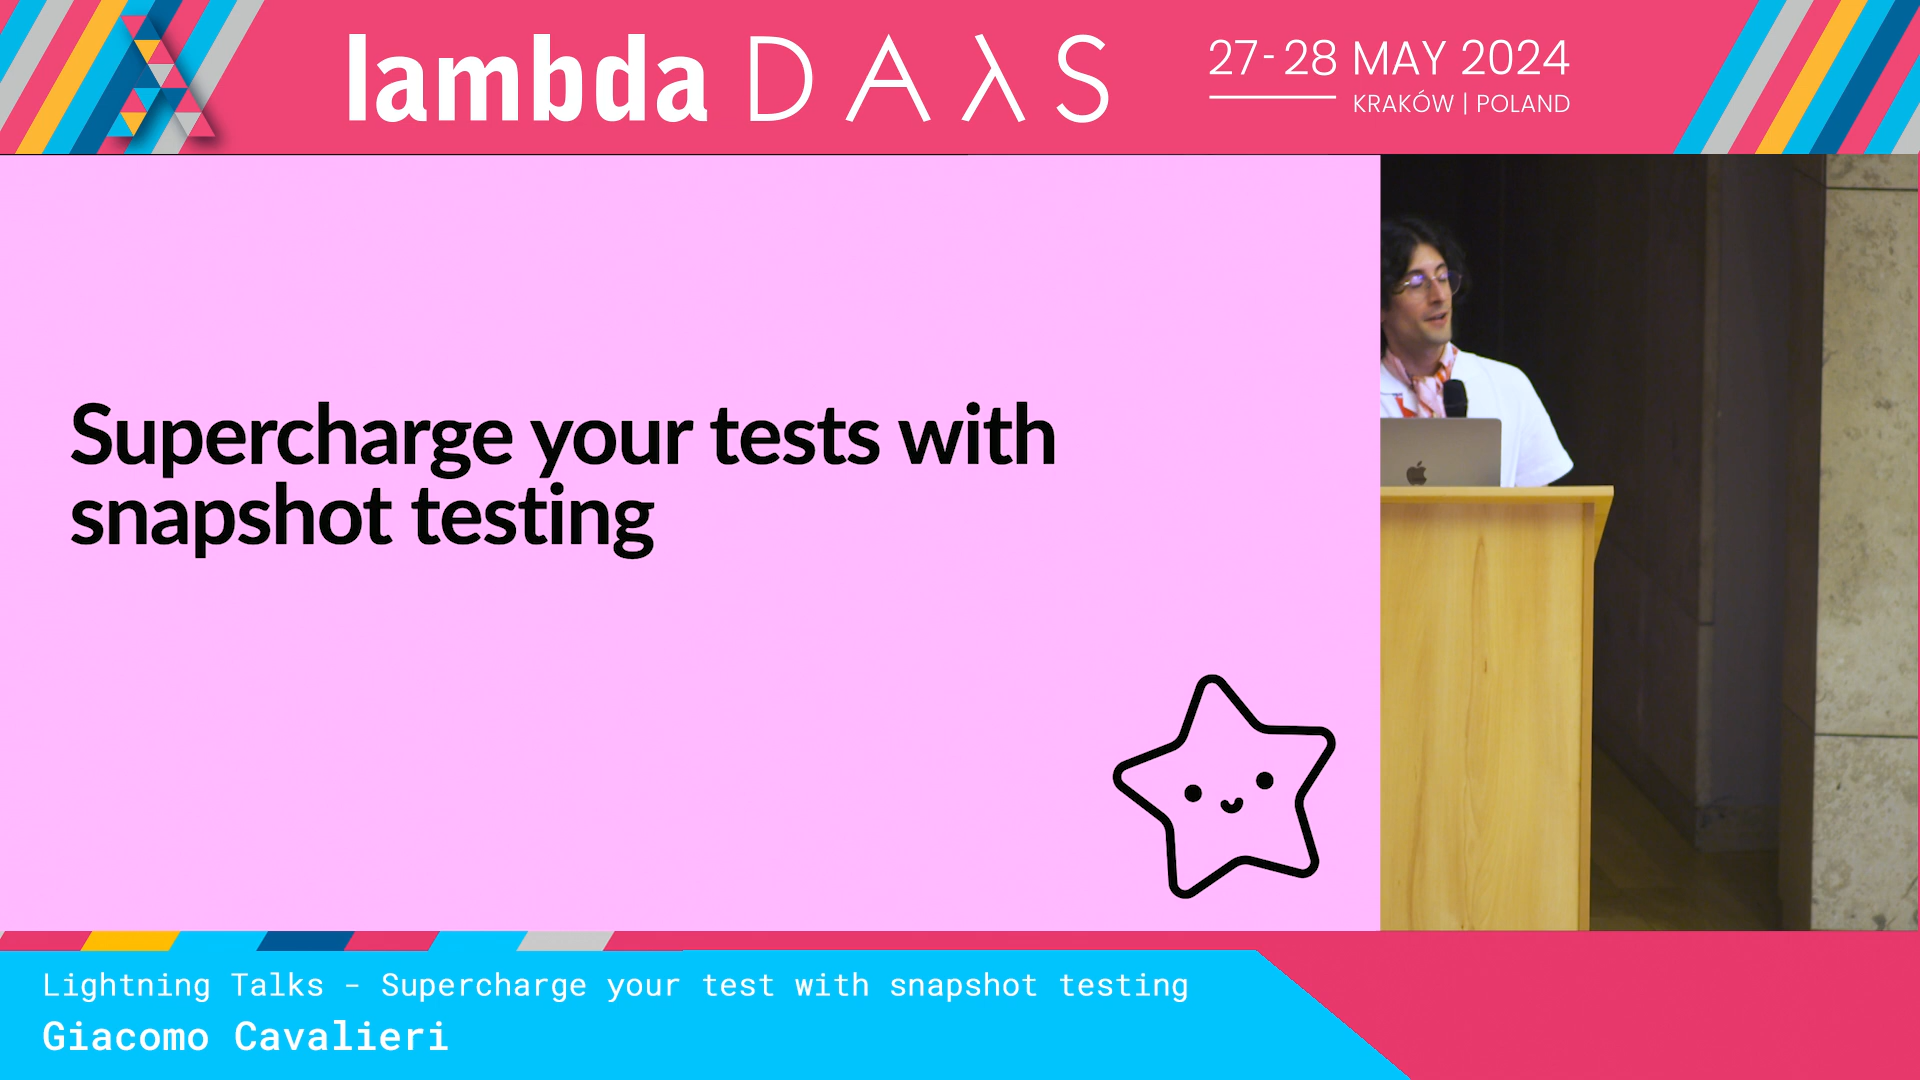 lambda DAλS
27-28 MAY 2024
KRAKÓW | POLAND
Supercharge your tests with
snapshot testing
Lightning Talks - Supercharge your test with snapshot testing
Giacomo Cavalieri